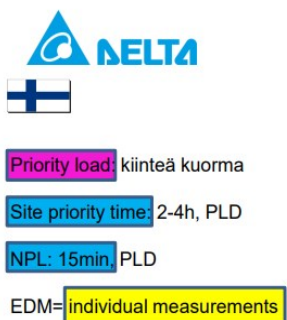 DELTA
Priority load: kiinteä kuorma
Site priority time: 2-4h, PLD
NPL: 15min, PLD
EDM= individual measurements